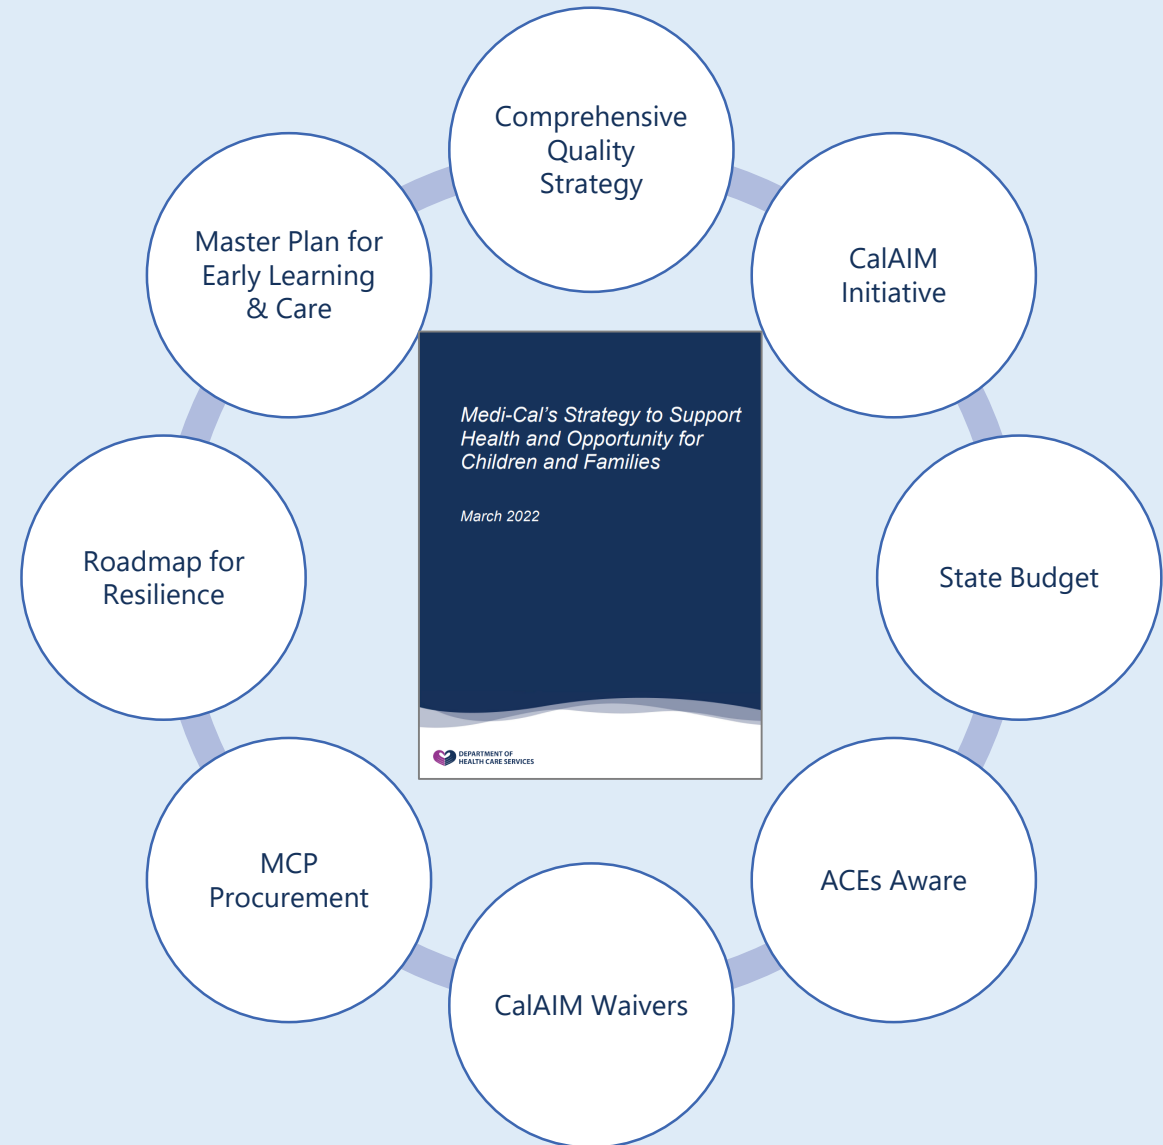 Comprehensive
Quality
Strategy
CalAIM
Initiative
State Budget
ACEs Aware
CalAIM Waivers
MCP
Procurement
Roadmap for
Resilience
Master Plan for
Early Learning
& Care
Medi-Cal’s Strategy to Support
Health and Opportunity for
Children and Families
March 2022
DEPARTMENT OF
HEALTH CARE SERVICES